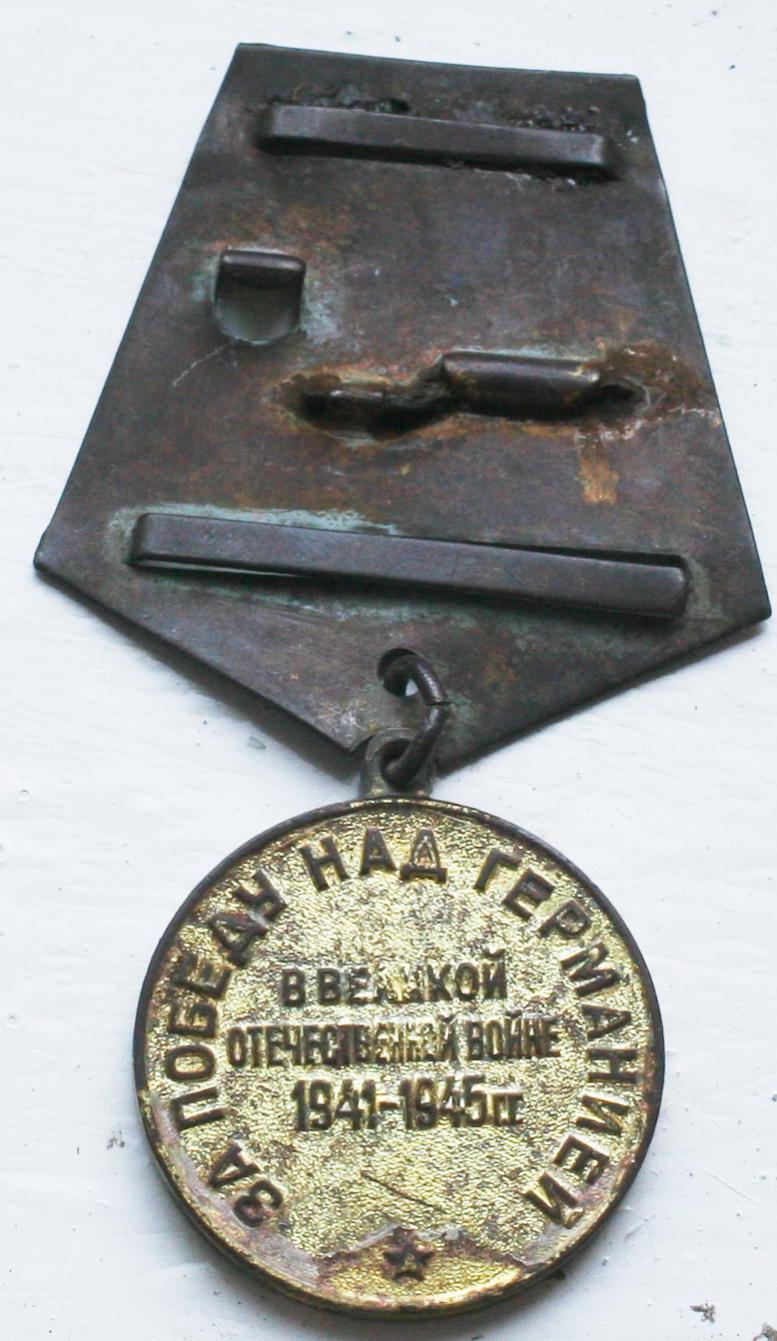 ЗА ПОБЕДУ НАД ГЕРМАНИЕЙ
В ВЕЛИКОЙ
ОТЕЧЕСТВЕННОЙ ВОЙНЕ
1941-1945 гг